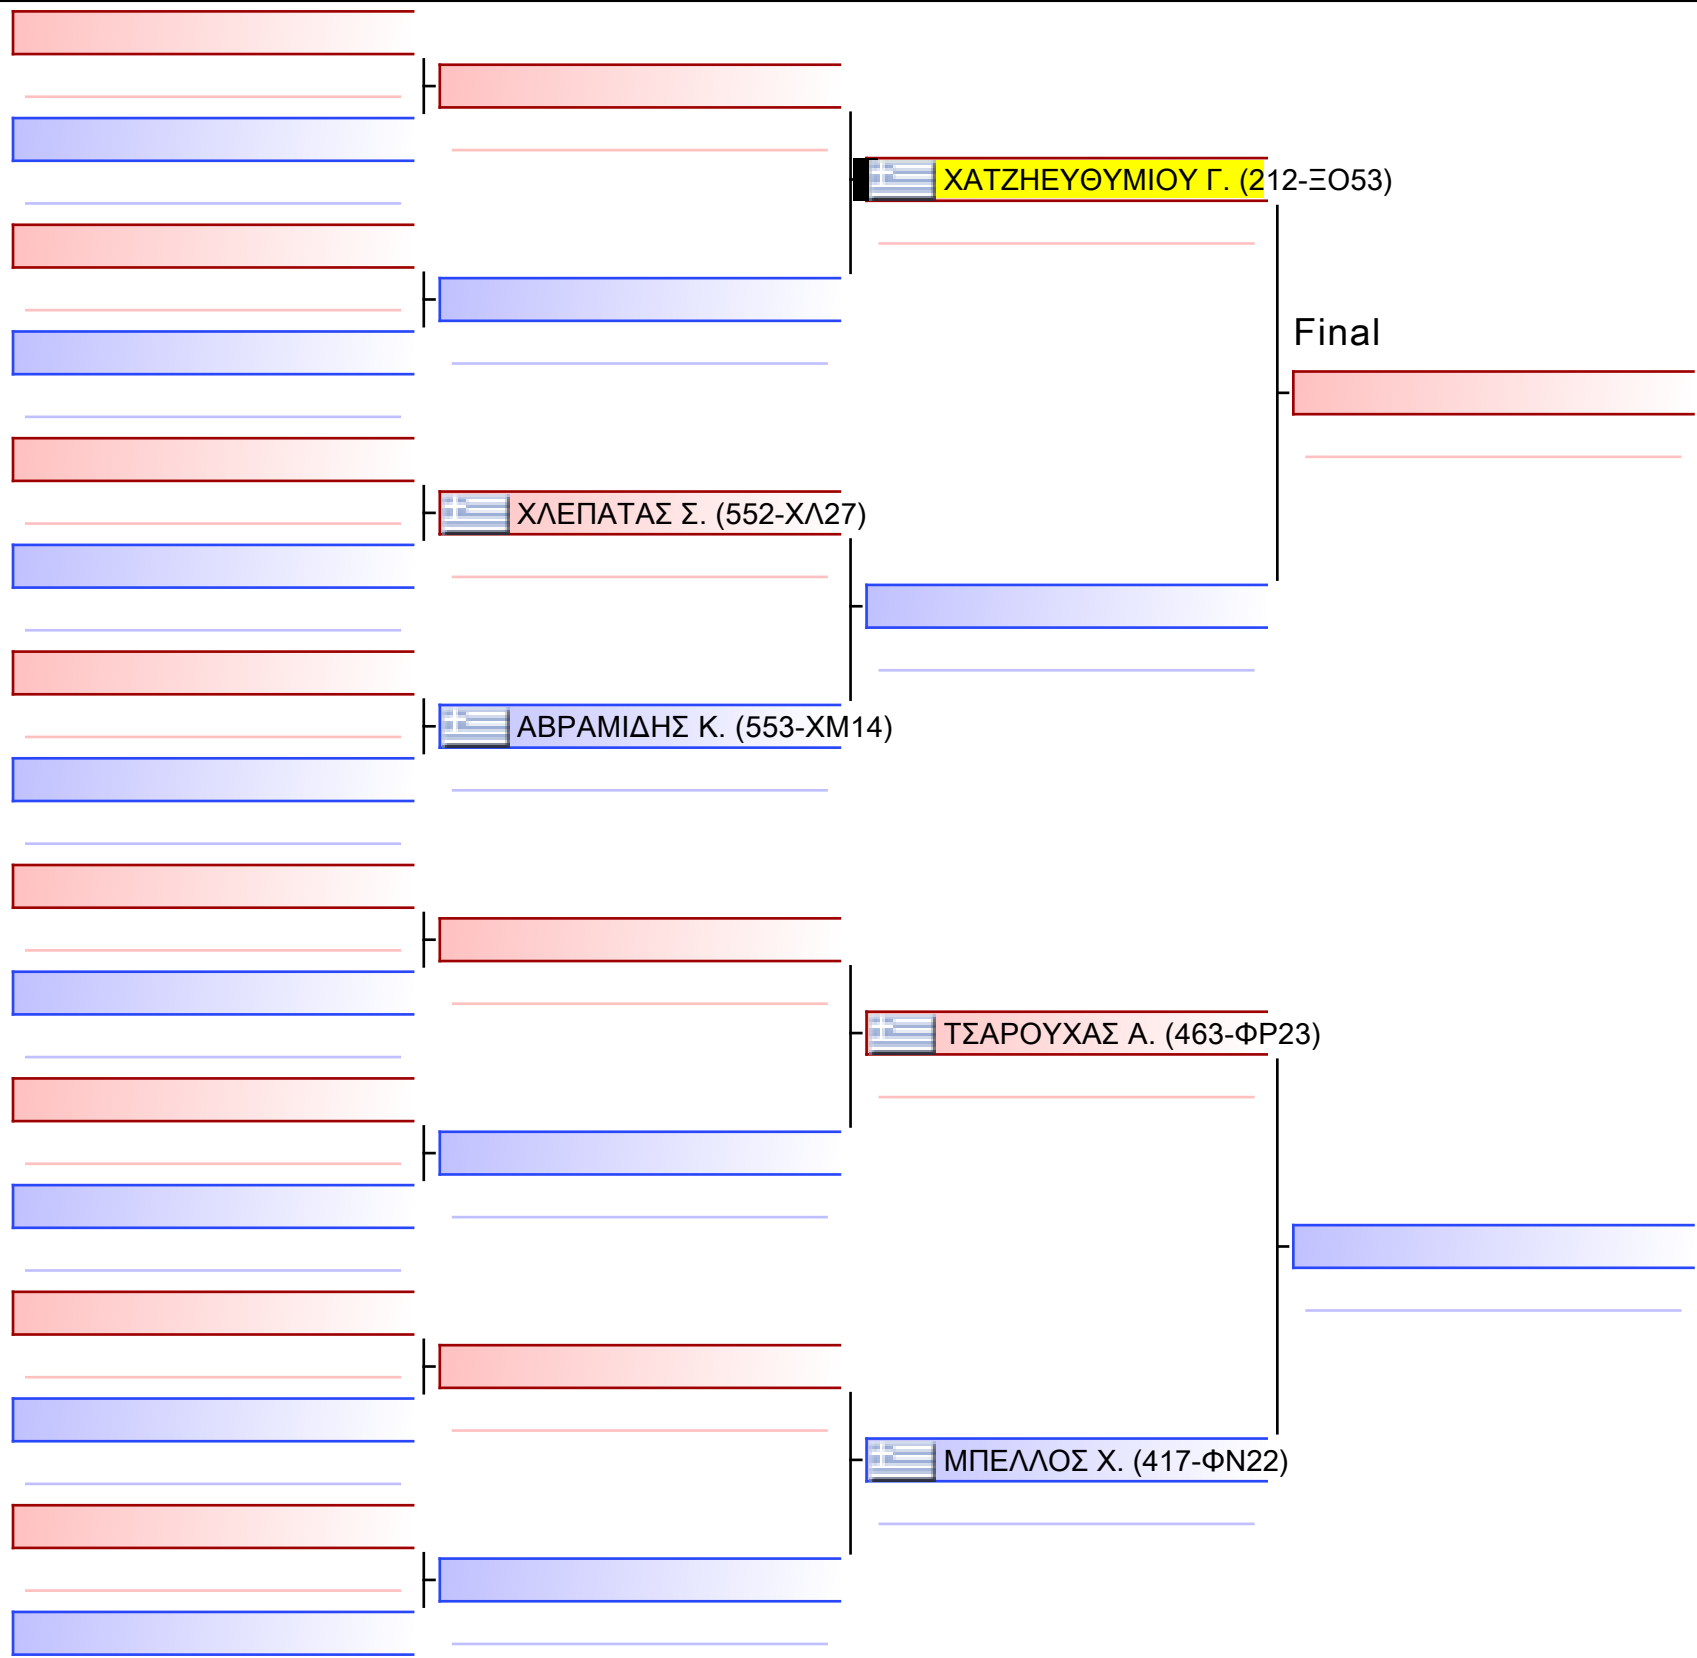 ΧΑΤΖΗΕΥΘΥΜΙΟΥ Γ. (212-ΞΟ53)
Final
ΧΛΕΠΑΤΑΣ Σ. (552-ΧΛ27)
ΑΒΡΑΜΙΔΗΣ Κ. (553-ΧΜ14)
ΤΣΑΡΟΥΧΑΣ Α. (463-ΦΡ23)
ΜΠΕΛΛΟΣ Χ. (417-ΦΝ22)